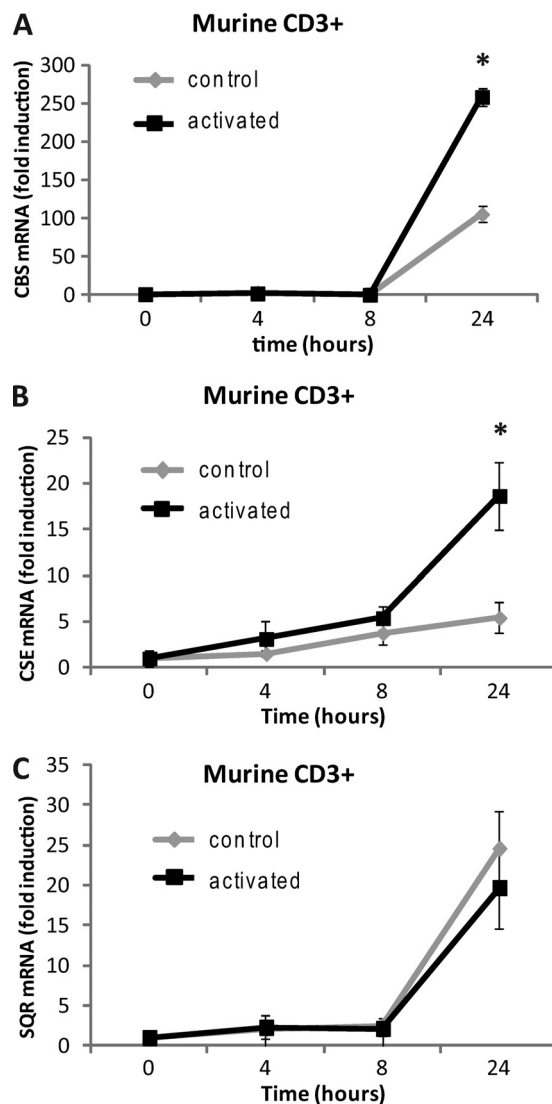 A
Murine CD3+
*
control
activated
CBS mRNA (fold induction)
300
250
200
150
100
50
0
0 4 8 24
time (hours)
B
Murine CD3+
*
control
activated
CSE mRNA (fold induction)
25
20
15
10
5
0
0 4 8 24
Time (hours)
C
Murine CD3+
control
activated
SQR mRNA (fold induction)
35
30
25
20
15
10
5
0
0 4 8 24
Time (hours)